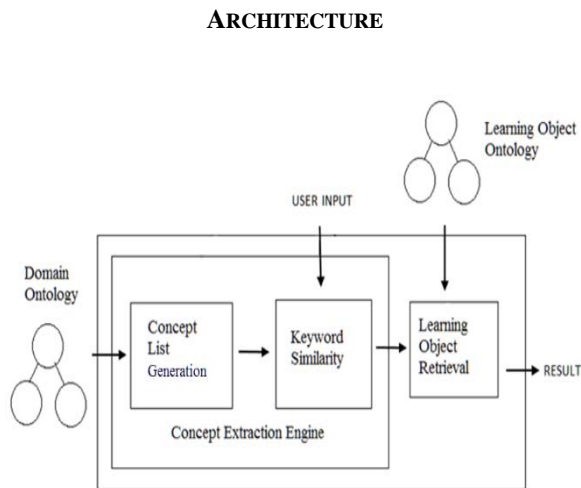 ARCHITECTURE
Learning Object
Ontology
USER INPUT
Domain
Ontology
Concept
List
Generation
Keyword
Similarity
Learning
Object
Retrieval
RESULT
Concept Extraction Engine